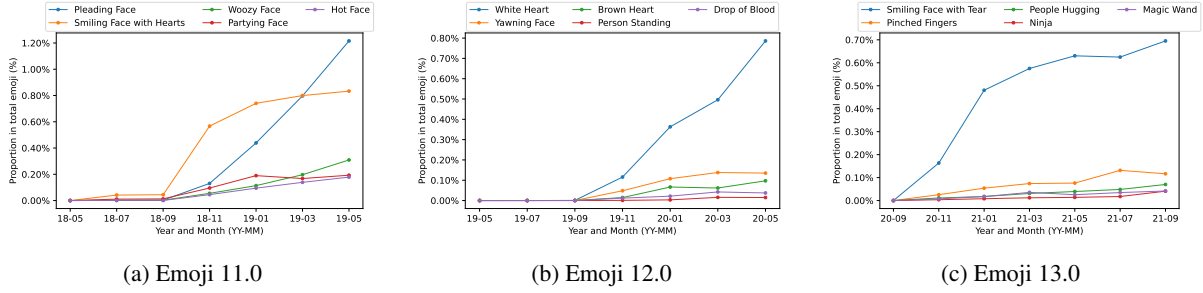 Pleading Face
Smiling Face with Hearts
Woozy Face
Partying Face
Hot Face
Proportion in total emoji (%)
1.20%
1.00%
0.80%
0.60%
0.40%
0.20%
0.00%
18-05 18-07 18-09 18-11 19-01 19-03 19-05
Year and Month (YY-MM)
(a) Emoji 11.0
White Heart
Yawning Face
Brown Heart
Person Standing
Drop of Blood
Proportion in total emoji (%)
0.80%
0.70%
0.60%
0.50%
0.40%
0.30%
0.20%
0.10%
0.00%
19-05 19-07 19-09 19-11 20-01 20-03 20-05
Year and Month (YY-MM)
(b) Emoji 12.0
Smiling Face with Tear
Pinched Fingers
People Hugging
Ninja
Magic Wand
Proportion in total emoji (%)
0.70%
0.60%
0.50%
0.40%
0.30%
0.20%
0.10%
0.00%
20-09 20-11 21-01 21-03 21-05 21-07 21-09
Year and Month (YY-MM)
(c) Emoji 13.0